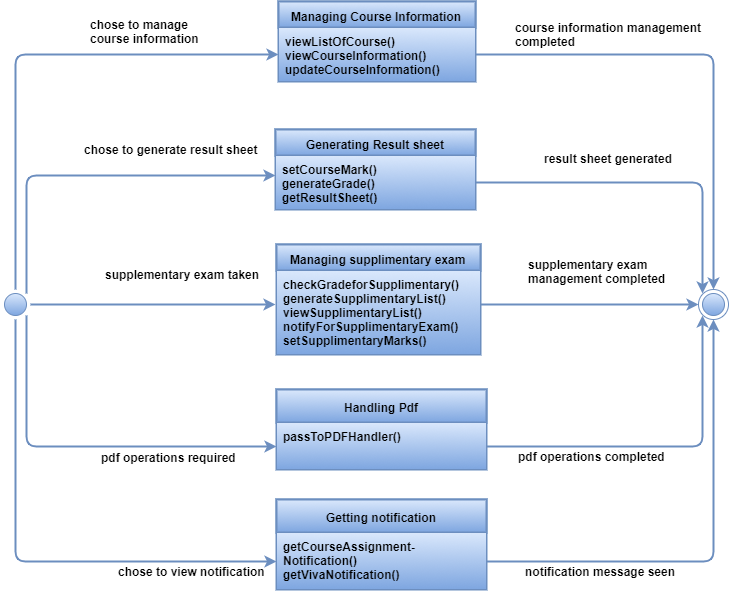 chose to manage
course information
Managing Course Information
viewListOfCourse()
viewCourseInformation()
updateCourseInformation()
course information management
completed
chose to generate result sheet
Generating Result sheet
setCourseMark()
generateGrade()
getResultSheet()
result sheet generated
supplementary exam taken
Managing supplimentary exam
checkGradeforSupplimentary()
generateSupplimentaryList()
viewSupplimentaryList()
notifyForSupplimentaryExam()
setSupplimentaryMarks()
supplementary exam
management completed
pdf operations required
Handling Pdf
passToPDFHandler()
pdf operations completed
chose to view notification
Getting notification
getCourseAssignment-
Notification()
getVivaNotification()
notification message seen